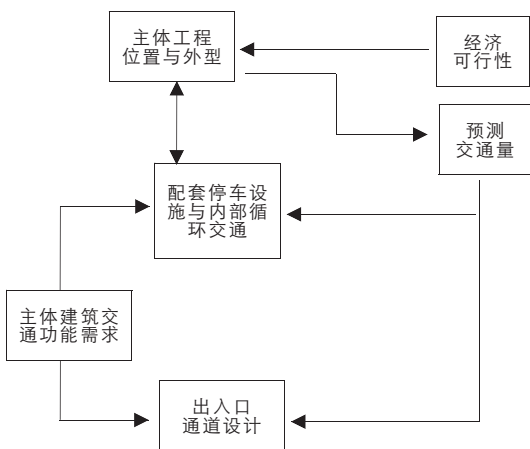 主体工程
位置与外型
经济
可行性
预测
交通量
配套停车设
施与内部循
环交通
主体建筑交
通功能需求
出入口
通道设计